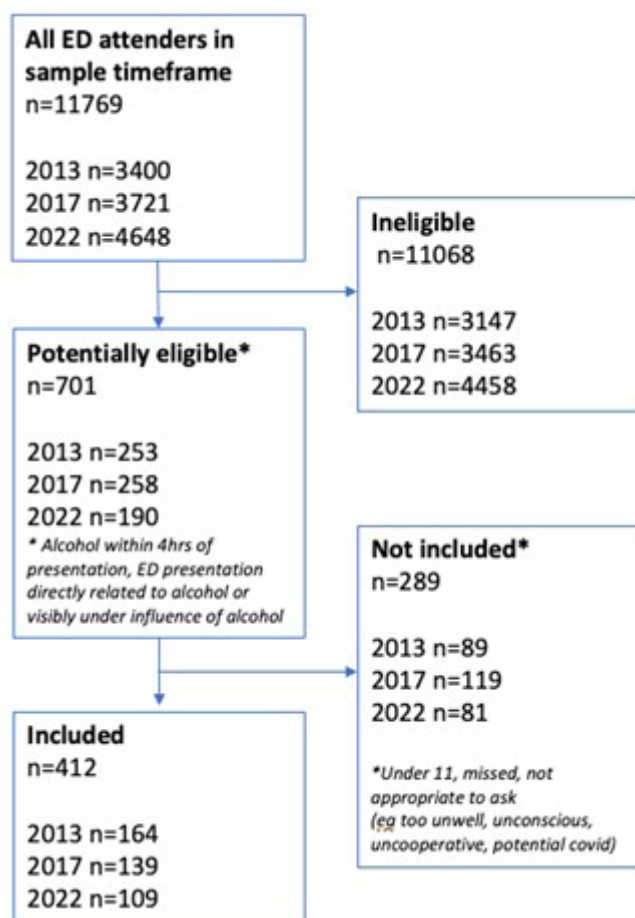 All ED attenders in
sample timeframe
n=11769
2013 n=3400
2017 n=3721
2022 n=4648
Ineligible
n=11068
2013 n=3147
2017 n=3463
2022 n=4458
Potentially eligible*
n=701
2013 n=253
2017 n=258
2022 n=190
* Alcohol within 4hrs of
presentation, ED presentation
directly related to alcohol or
visibly under influence of alcohol
Not included*
n=289
2013 n=89
2017 n=119
2022 n=81
*Under 11, missed, not
appropriate to ask
(eg too unwell, unconscious,
uncooperative, potential covid)
Included
n=412
2013 n=164
2017 n=139
2022 n=109